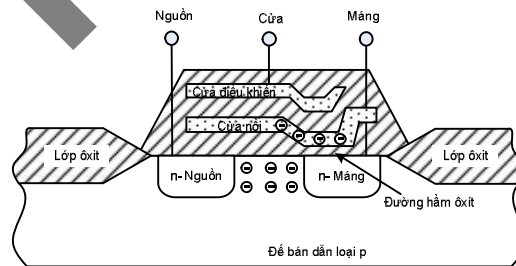 Nguồn
Cửa
Máng
Cửa điều khiển
Cửa nổi
Lớp ôxit
n- Nguồn
n- Máng
Lớp ôxit
Đường hầm ôxít
Đế bán dẫn loại p